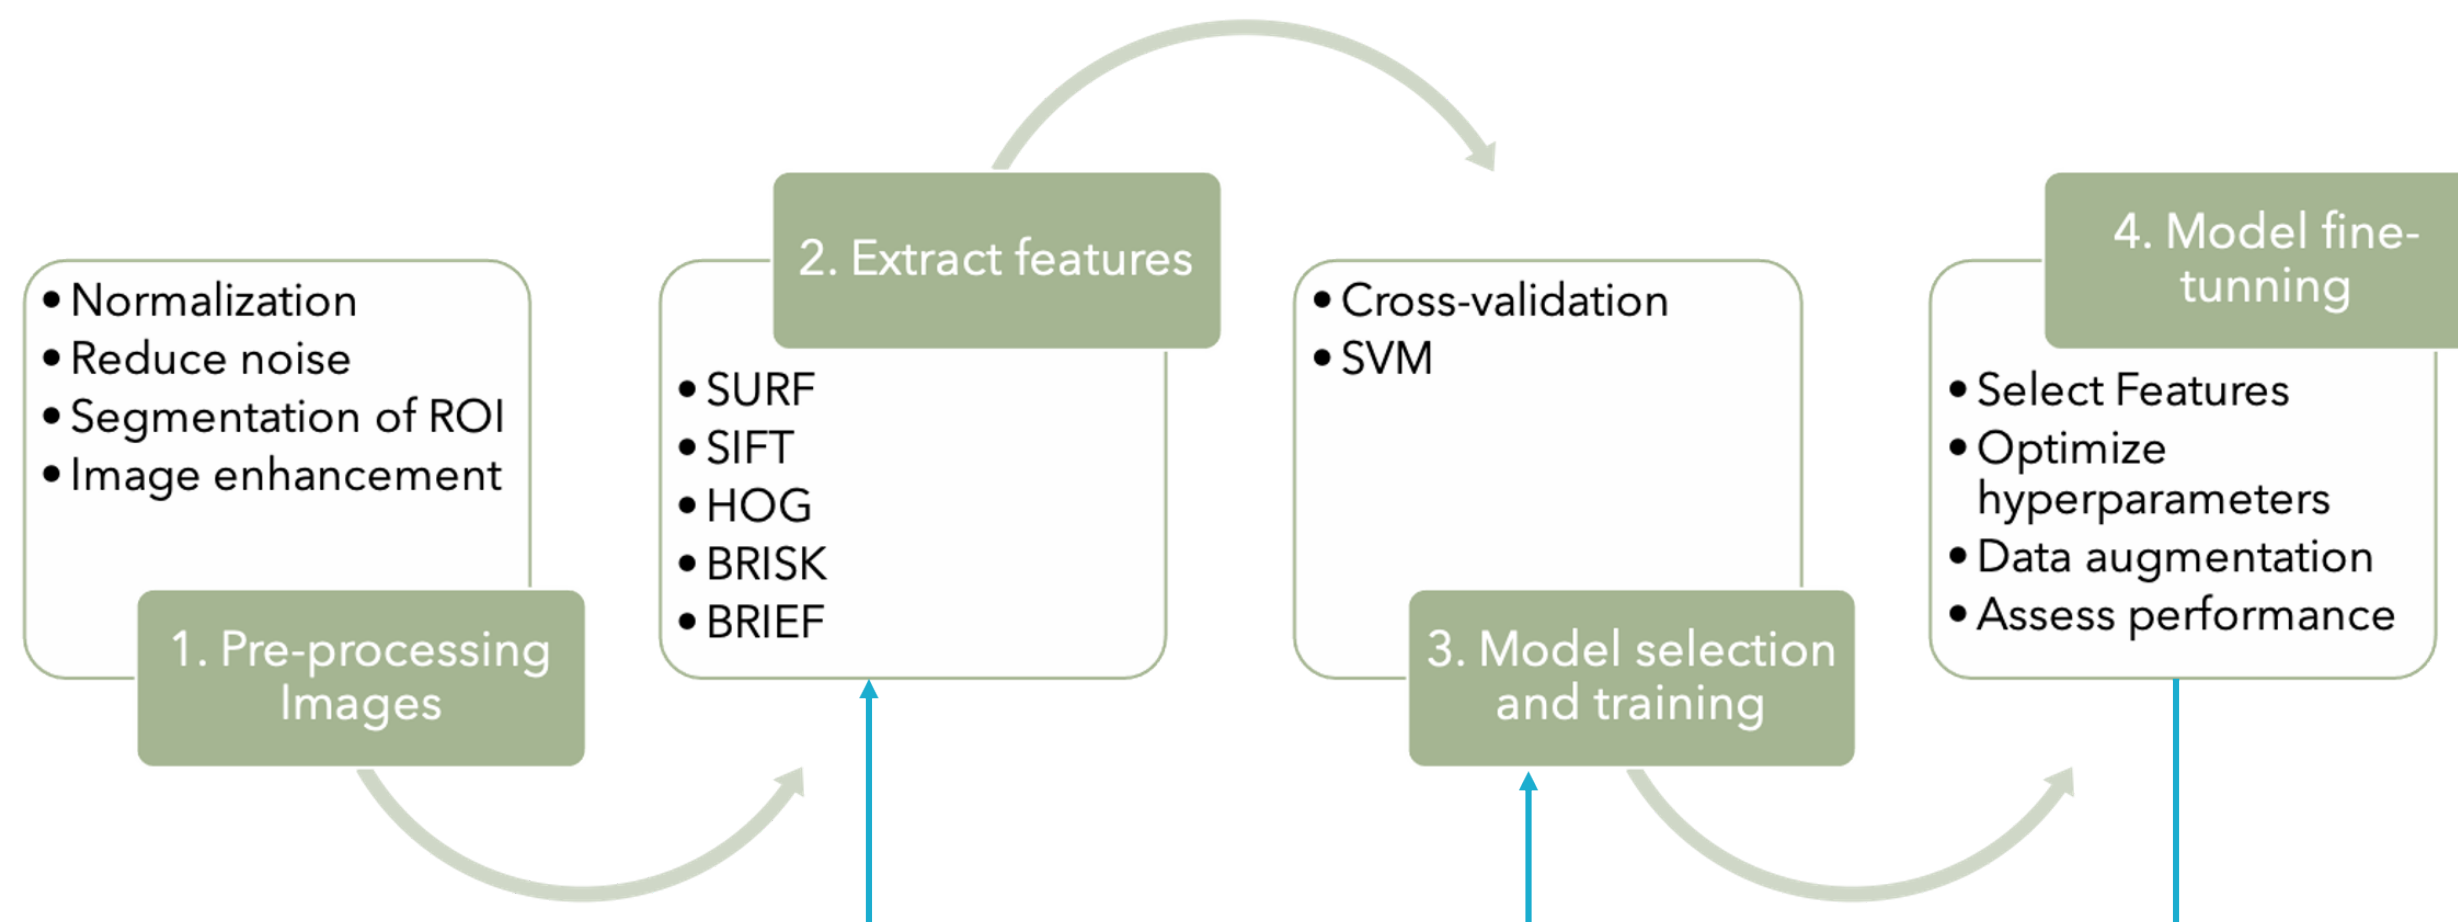 • Normalization
• Reduce noise
• Segmentation of ROI
• Image enhancement
1. Pre-processing
Images
2. Extract features
• SURF
• SIFT
• HOG
• BRISK
• BRIEF
• Cross-validation
• SVM
3. Model selection
and training
4. Model fine-
tunning
• Select Features
• Optimize
hyperparameters
• Data augmentation
• Assess performance